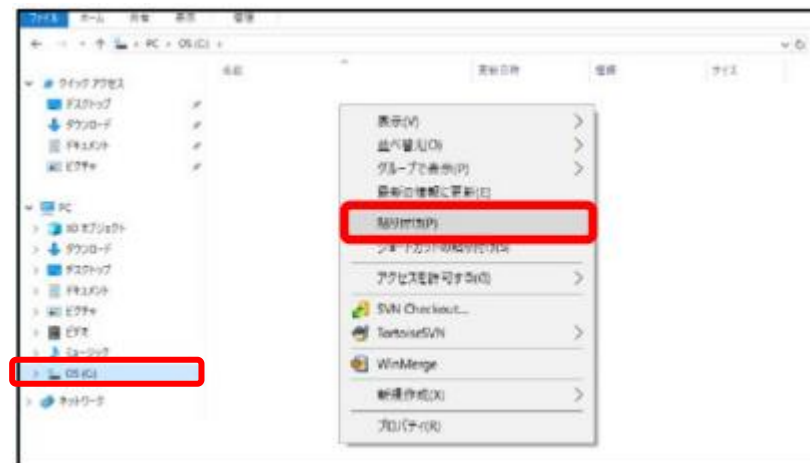 ファイル ホーム 共有 表示 管理
PC › OS (C:) ›
名前 更新日時 種類 サイズ
クイック アクセス
デスクトップ
ダウンロード
ドキュメント
ピクチャ
PC
3D オブジェクト
ダウンロード
デスクトップ
ドキュメント
ピクチャ
ビデオ
ミュージック
OS (C:)
ネットワーク
表示(V)
並べ替え(O)
グループで表示(P)
最新の情報に更新(E)
貼り付け(P)
ショートカットの貼り付け(S)
アクセスを許可する(G)
SVN Checkout...
TortoiseSVN
WinMerge
新規作成(X)
プロパティ(R)